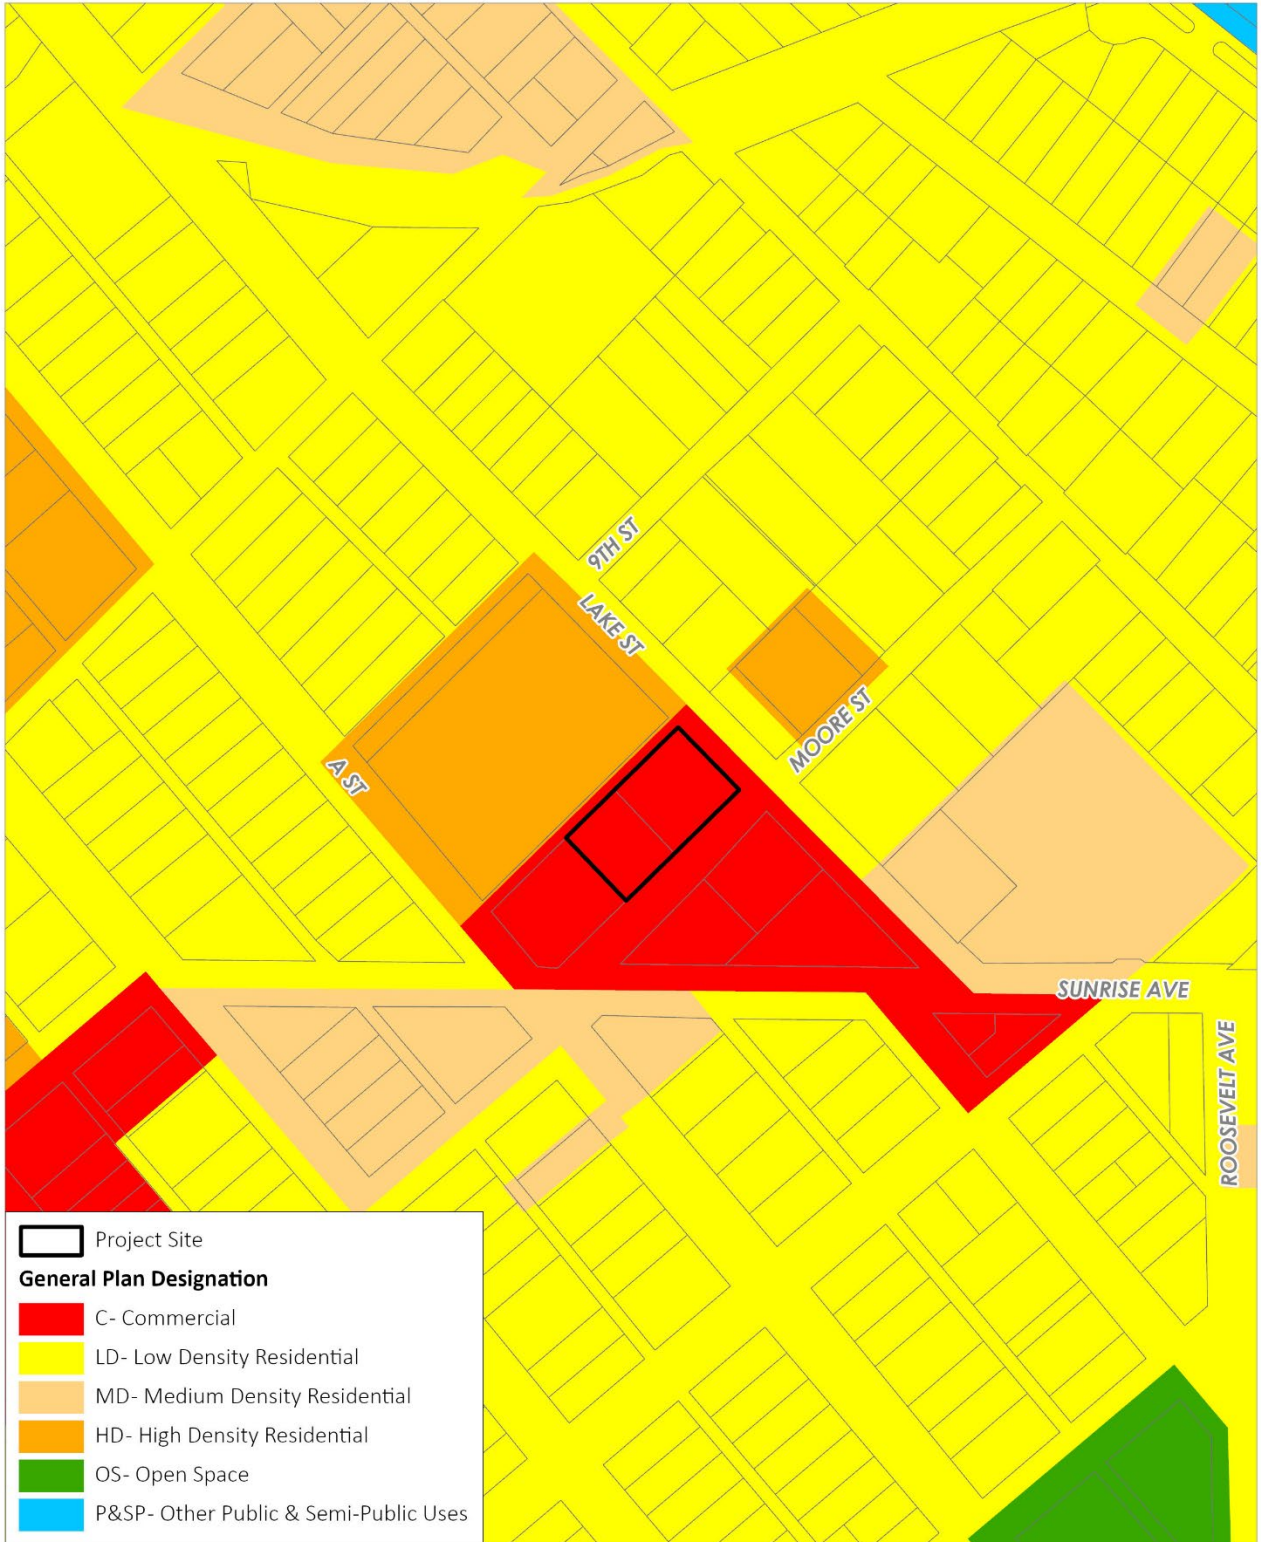 9TH ST
LAKE ST
MOORE ST
A ST
SUNRISE AVE
ROOSEVELT AVE
Project Site
General Plan Designation
C- Commercial
LD- Low Density Residential
MD- Medium Density Residential
HD- High Density Residential
OS- Open Space
P&SP- Other Public & Semi-Public Uses